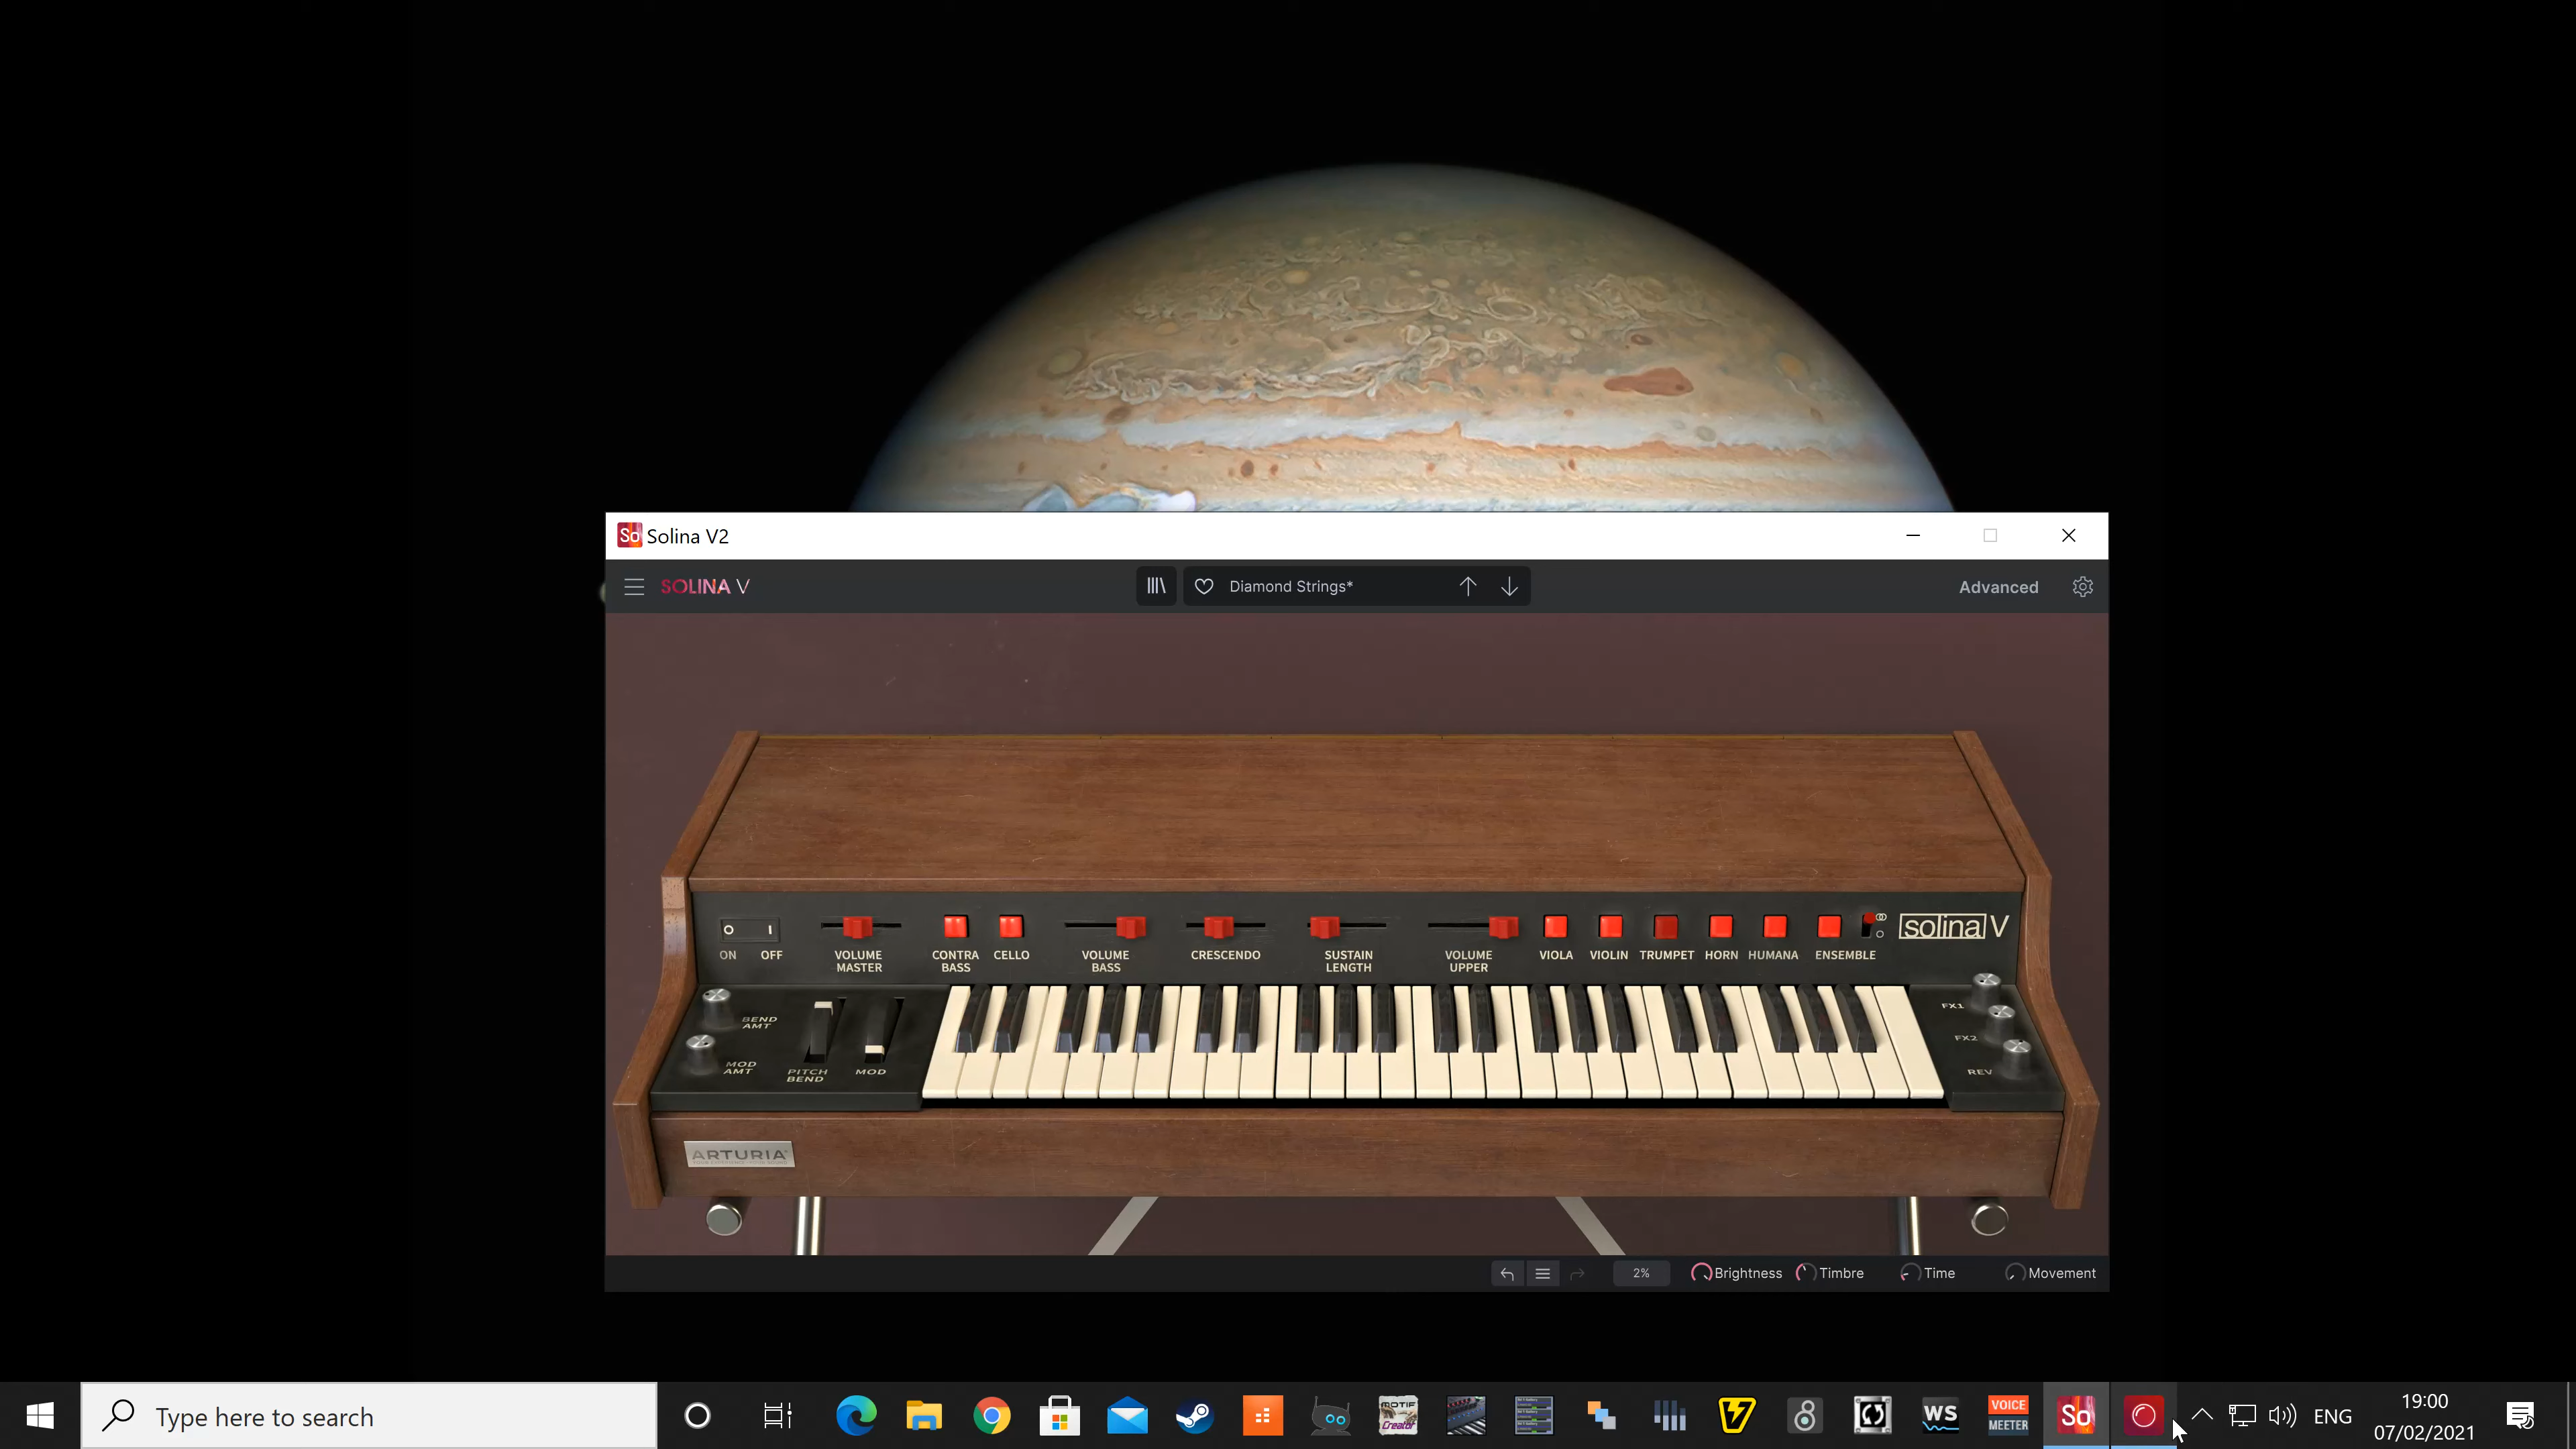 So Solina V2
SOLINA V
Diamond Strings*
Advanced
O I
ON OFF
VOLUME MASTER
CONTRA BASS
CELLO
VOLUME BASS
CRESCENDO
SUSTAIN LENGTH
VOLUME UPPER
VIOLA
VIOLIN
TRUMPET
HORN
HUMANA
ENSEMBLE
solina V
BEND AMT
MOD AMT
PITCH BEND
MOD
FX1
FX2
REV
ARTURIA
2%
Brightness
Timbre
Time
Movement
Type here to search
MOTIF
Creator
WS
VOICE
MEETER
So
ENG
19:00
07/02/2021